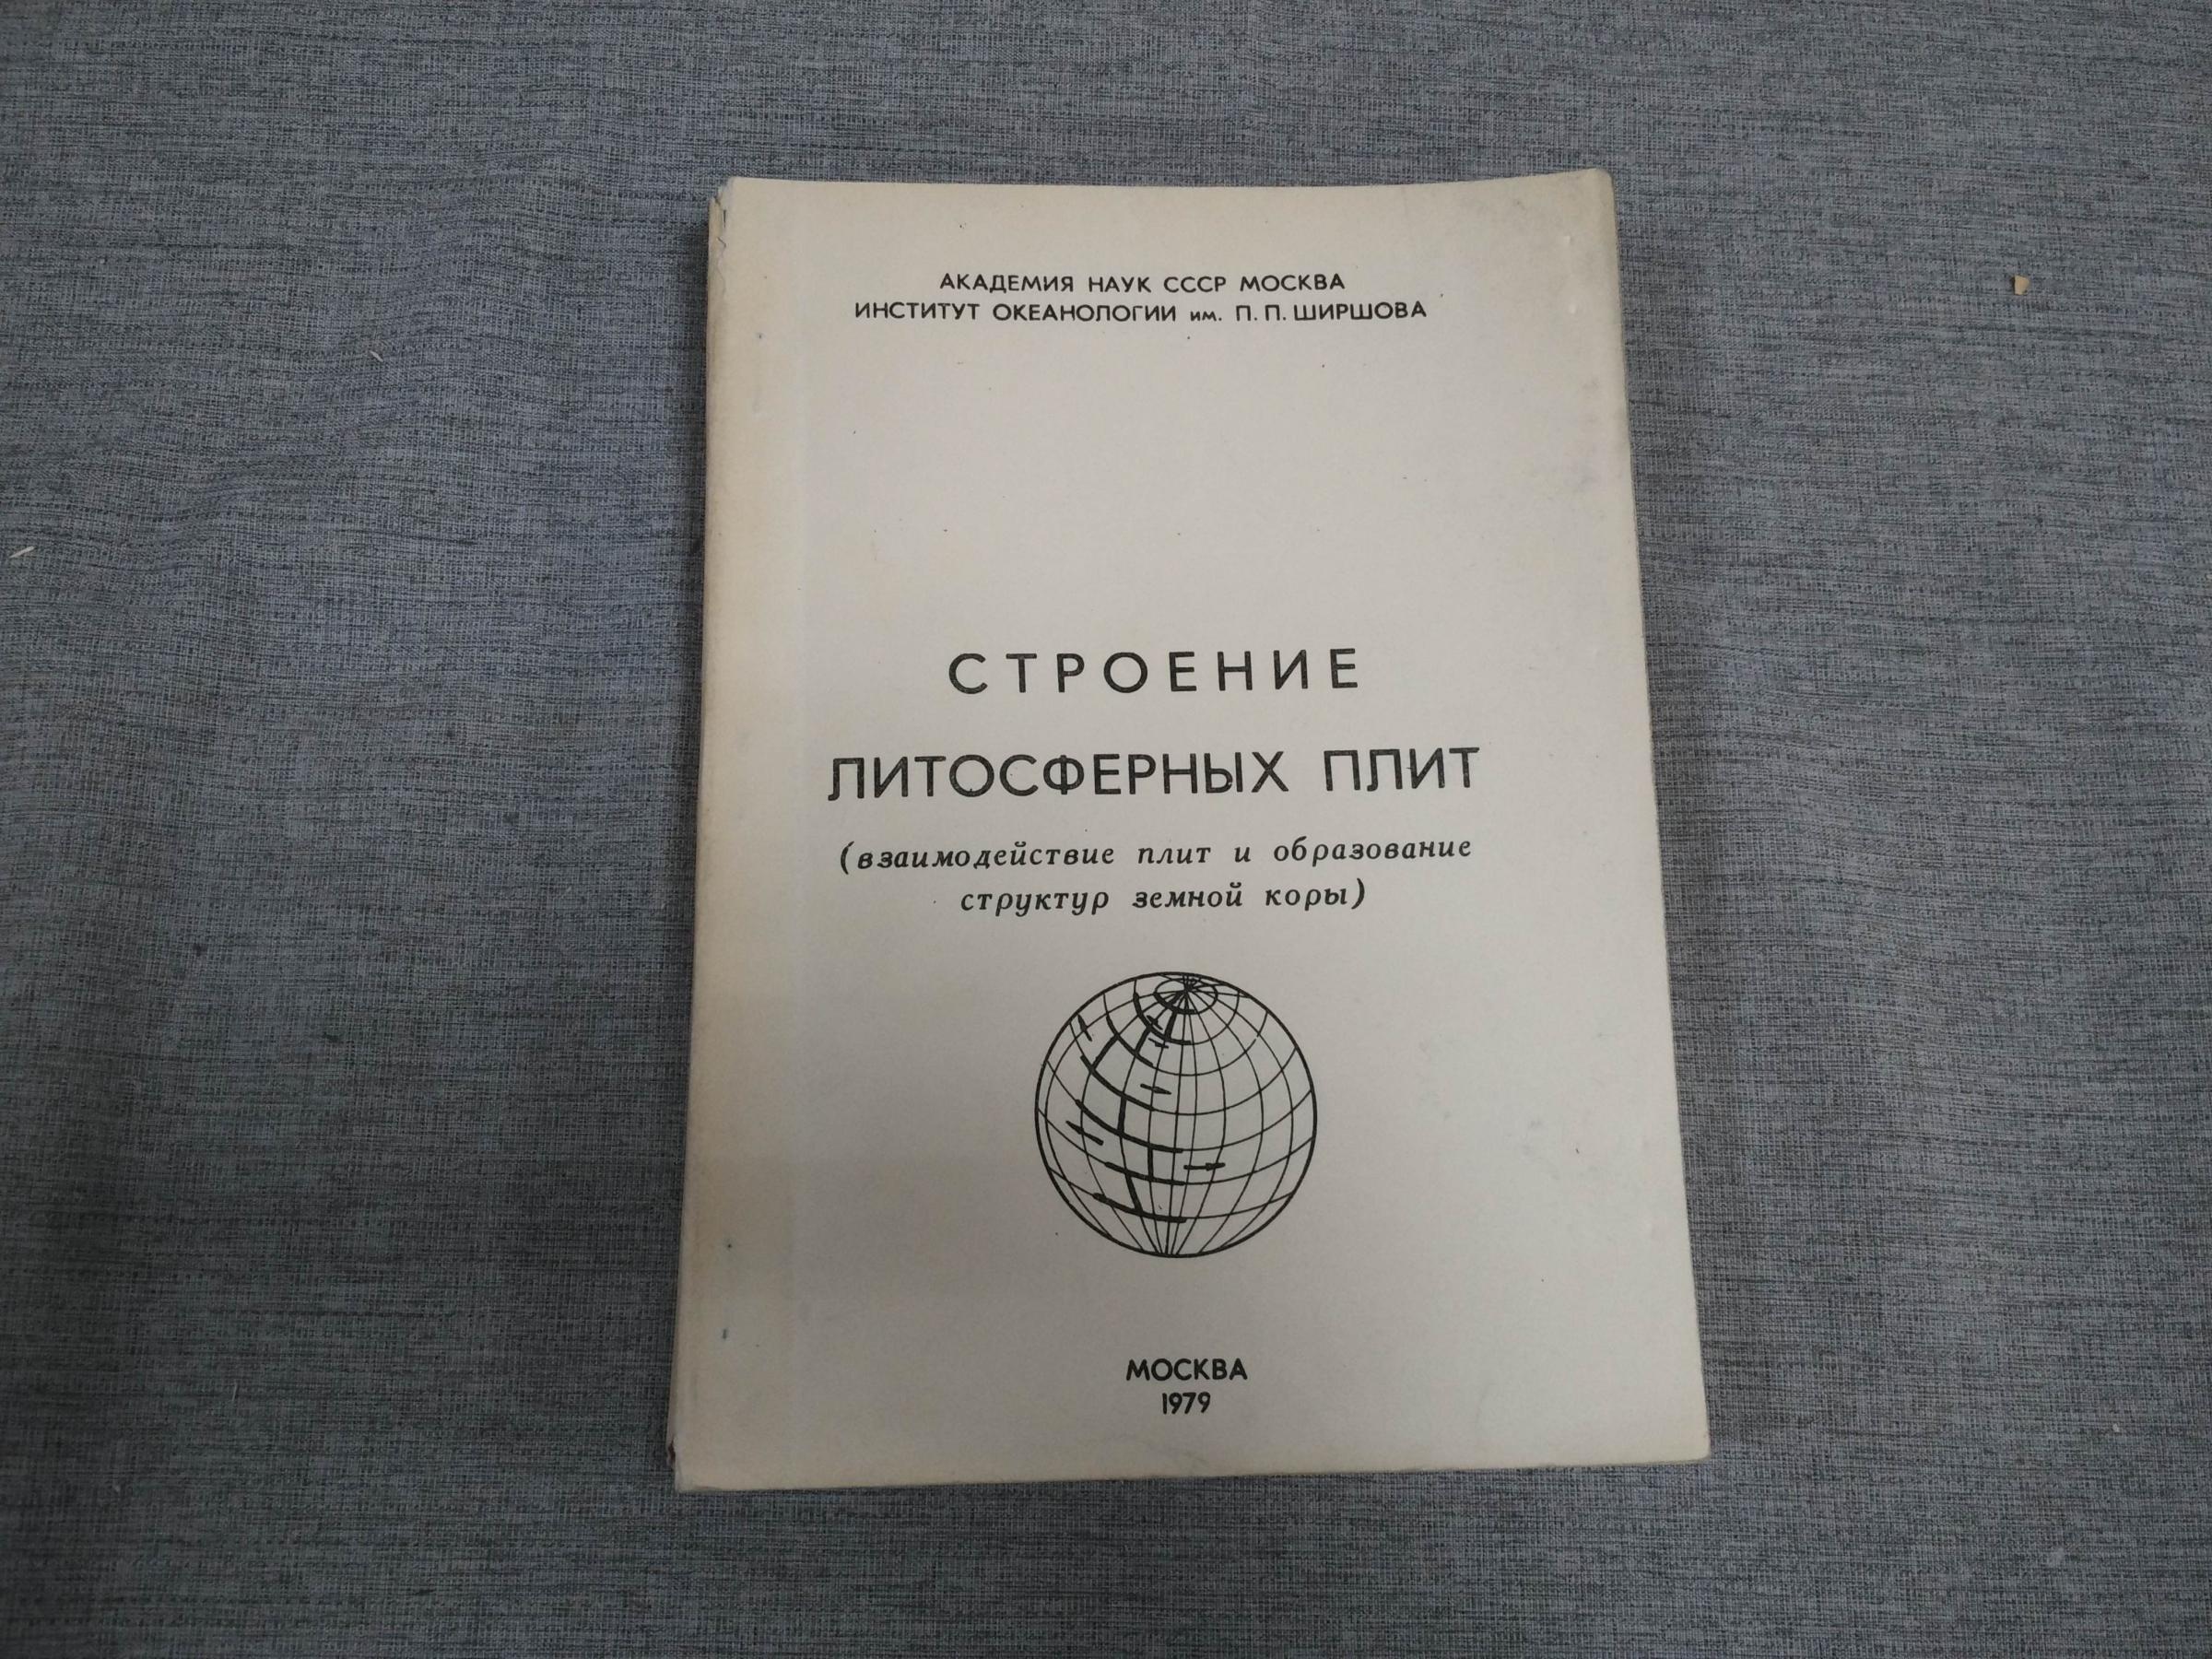 АКАДЕМИЯ НАУК СССР МОСКВА
ИНСТИТУТ ОКЕАНОЛОГИИ им. П. П. ШИРШОВА
СТРОЕНИЕ
ЛИТОСФЕРНЫХ ПЛИТ
(взаимодействие плит и образование
структур земной коры)
МОСКВА
1979